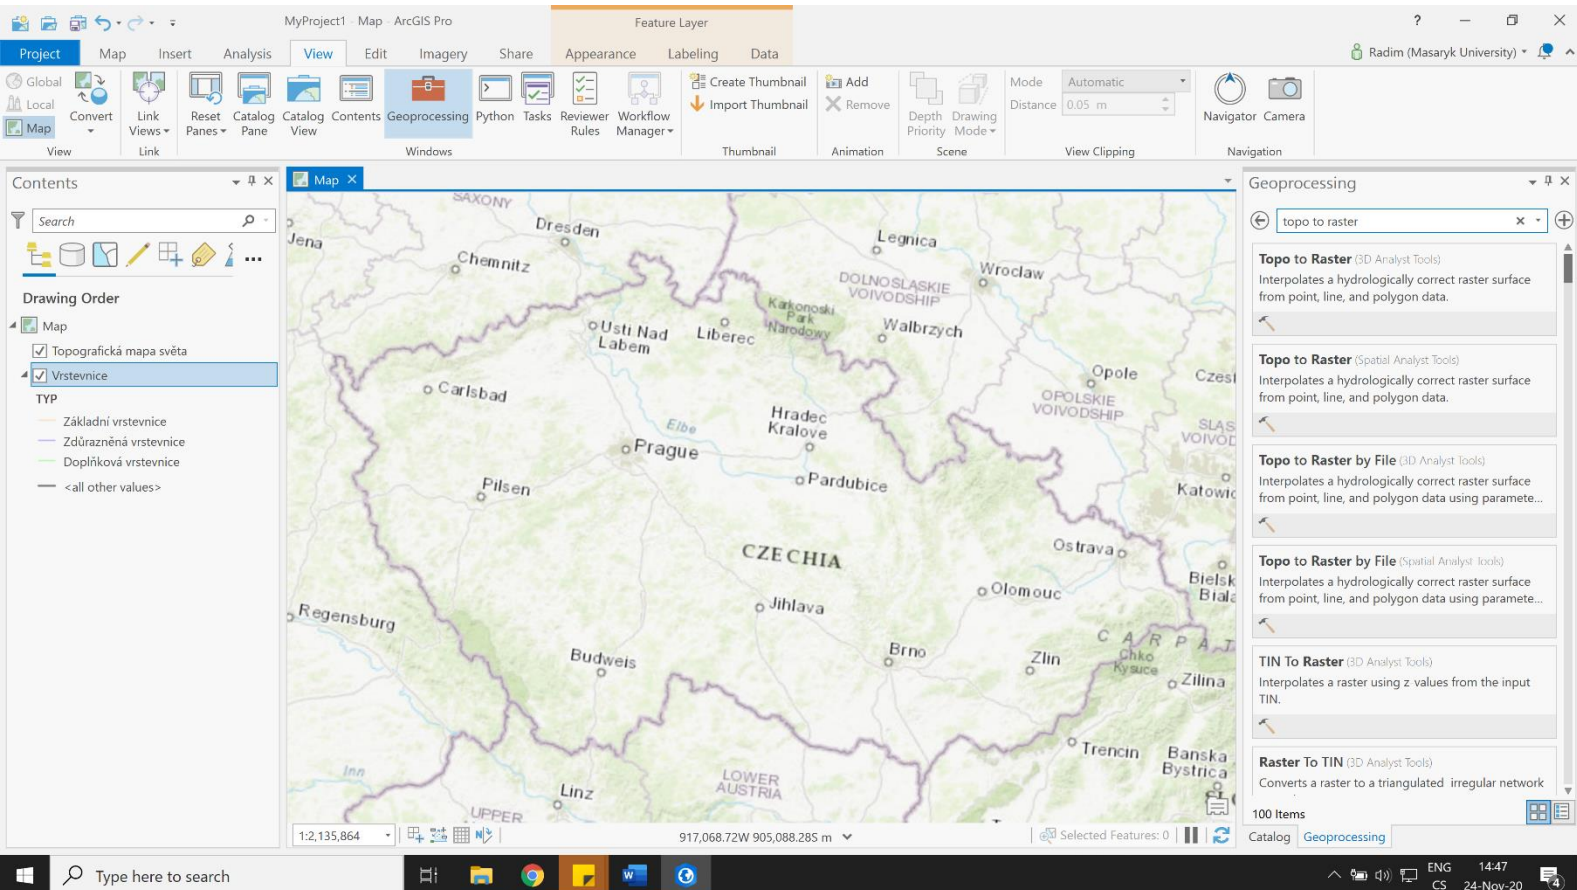 MyProject1 - Map - ArcGIS Pro
Feature Layer
?
Project Map Insert Analysis View Edit Imagery Share Appearance Labeling Data
Radim (Masaryk University)
Global
Local
Map
Convert
View
Link
Views
Link
Reset
Panes
Catalog
Pane
Catalog
View
Contents
Geoprocessing
Python
Tasks
Reviewer
Rules
Workflow
Manager
Windows
Create Thumbnail
Import Thumbnail
Thumbnail
Add
Remove
Animation
Depth
Priority
Drawing
Mode
Scene
Mode Automatic
Distance 0.05 m
View Clipping
Navigator
Camera
Navigation
Contents
Search
Drawing Order
Map
Topografická mapa světa
Vrstevnice
TYP
Základní vrstevnice
Zdůrazněná vrstevnice
Doplňková vrstevnice
<all other values>
Map
SAXONY
Dresden
Jena
Legnica
Chemnitz
Wroclaw
DOLNOSLASKIE
VOIVODSHIP
Karkonoski
Park
Narodowy
Usti Nad
Labem
Liberec
Walbrzych
Opole
Carlsbad
OPOLSKIE
VOIVODSHIP
Hradec
Kralove
Elbe
Prague
Pardubice
Pilsen
CZECHIA
Ostrava
Olomouc
Jihlava
Regensburg
Brno
Zlin
Chko
Kysuce
Budweis
Zilina
Trencin
Banska
Bystrica
Inn
LOWER
AUSTRIA
Linz
UPPER
1:2,135,864
917,068.72W 905,088.28S m
Selected Features: 0
Geoprocessing
topo to raster
Topo to Raster (3D Analyst Tools)
Interpolates a hydrologically correct raster surface
from point, line, and polygon data.
Topo to Raster (Spatial Analyst Tools)
Interpolates a hydrologically correct raster surface
from point, line, and polygon data.
Topo to Raster by File (3D Analyst Tools)
Interpolates a hydrologically correct raster surface
from point, line, and polygon data using paramete...
Topo to Raster by File (Spatial Analyst Tools)
Interpolates a hydrologically correct raster surface
from point, line, and polygon data using paramete...
TIN To Raster (3D Analyst Tools)
Interpolates a raster using z-values from the input
TIN.
Raster To TIN (3D Analyst Tools)
Converts a raster to a triangulated irregular network
100 Items
Catalog Geoprocessing
Type here to search
ENG
CS
14:47
24-Nov-20
4